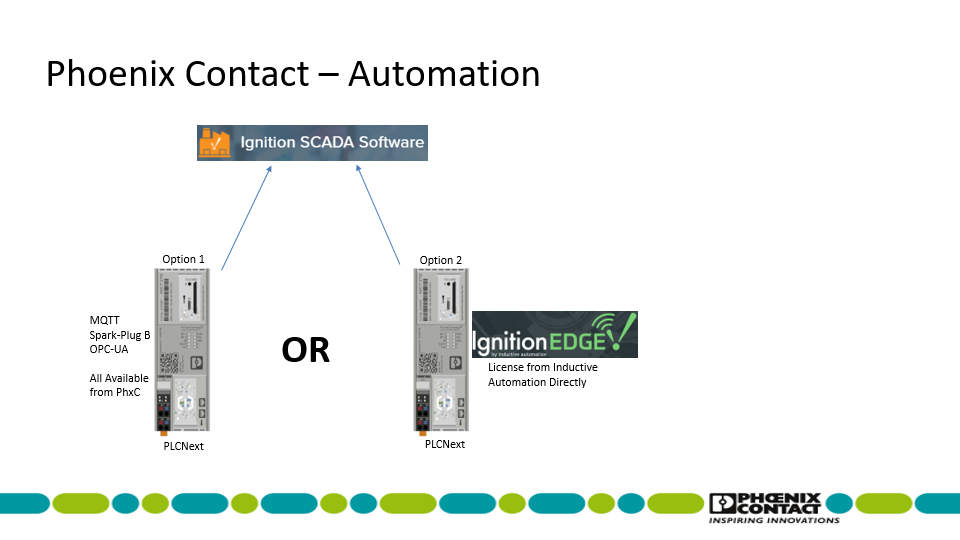 Phoenix Contact – Automation
Ignition SCADA Software
Option 1
Option 2
MQTT
Spark-Plug B
OPC-UA
All Available
from PhxC
OR
IgnitionEDGE!
by inductive automation
License from Inductive
Automation Directly
PLCNext
PLCNext
PHŒNIX
CONTACT
INSPIRING INNOVATIONS